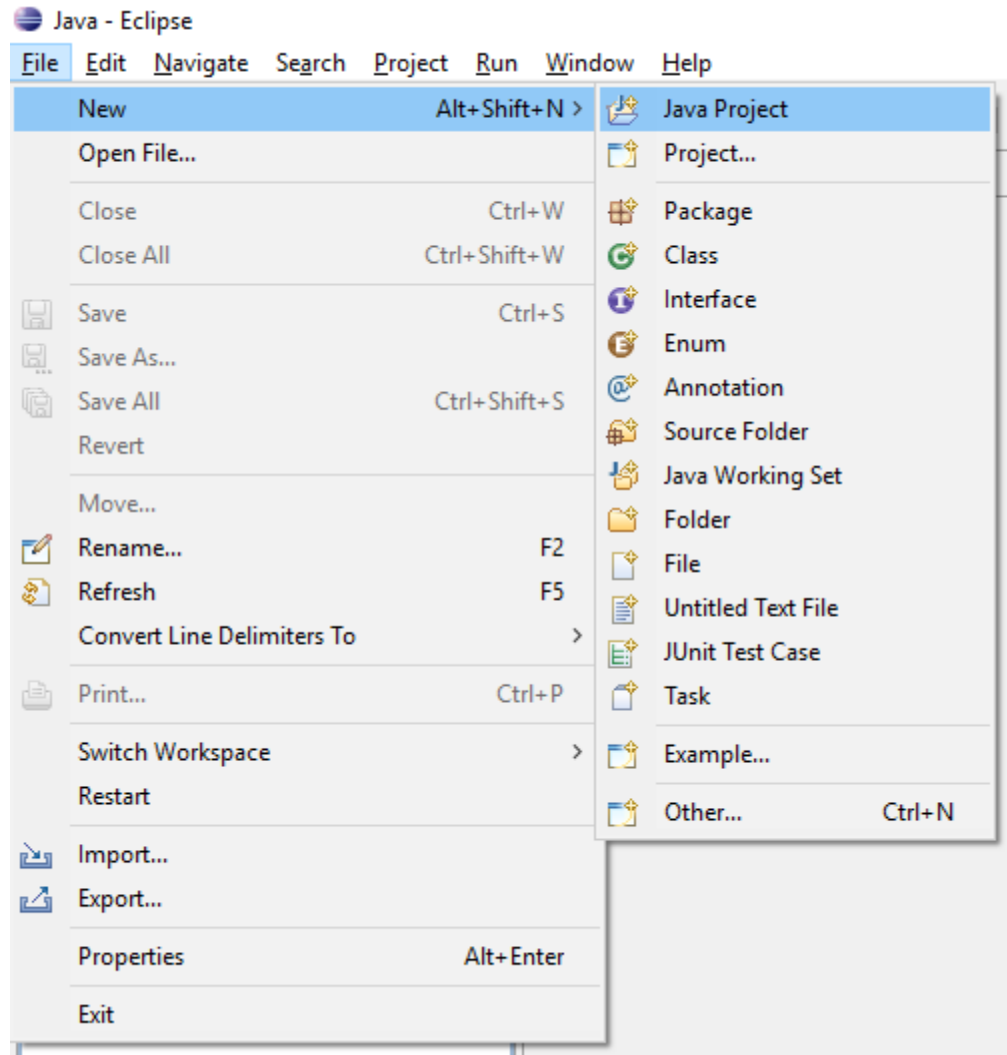 Java - Eclipse
File Edit Navigate Search Project Run Window Help
New Alt+Shift+N >
Open File...
Close Ctrl+W
Close All Ctrl+Shift+W
Save Ctrl+S
Save As...
Save All Ctrl+Shift+S
Revert
Move...
Rename... F2
Refresh F5
Convert Line Delimiters To >
Print... Ctrl+P
Switch Workspace >
Restart
Import...
Export...
Properties Alt+Enter
Exit
Java Project
Project...
Package
Class
Interface
Enum
Annotation
Source Folder
Java Working Set
Folder
File
Untitled Text File
JUnit Test Case
Task
Example...
Other... Ctrl+N